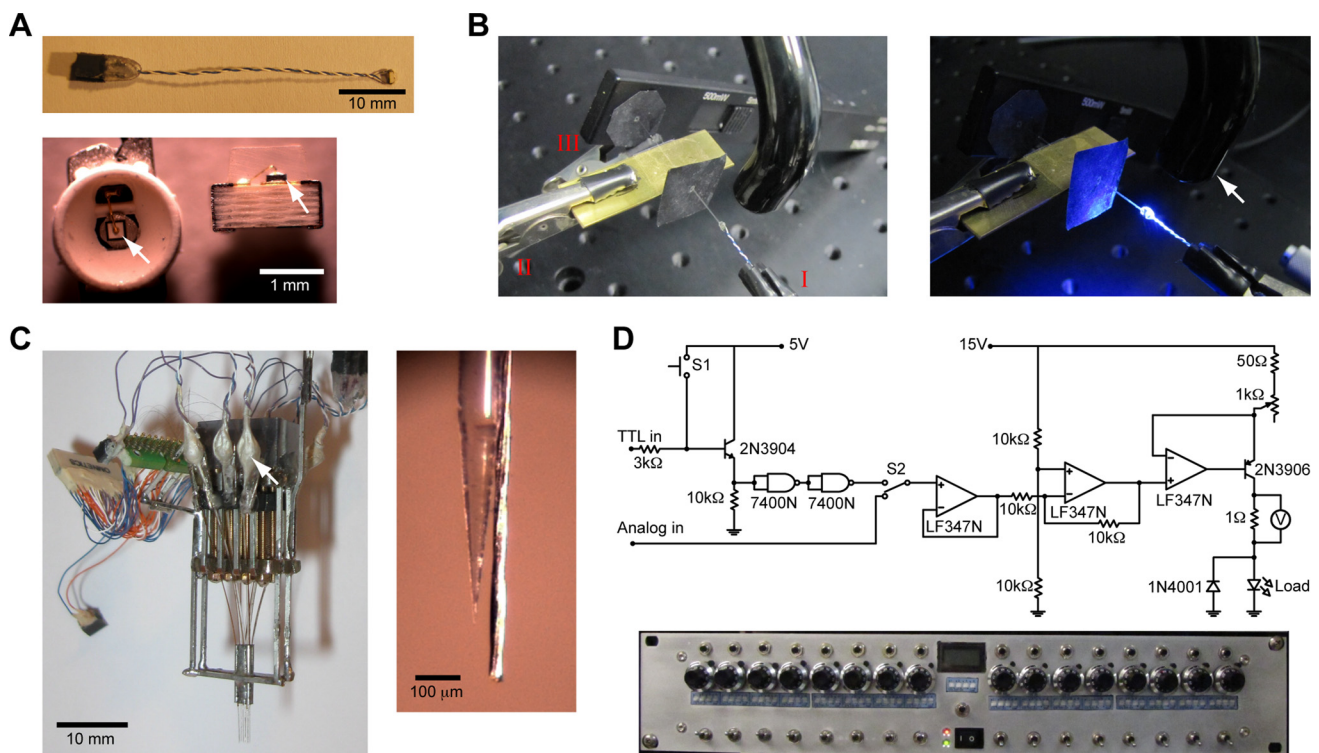 A
10 mm
1 mm
B
500mW
III
II
I
C
10 mm
100 μm
D
5V
15V
S1
50Ω
1kΩ
TTL in
3kΩ
2N3904
10kΩ
7400N
7400N
S2
LF347N
10kΩ
10kΩ
LF347N
10kΩ
LF347N
2N3906
1Ω
V
Analog in
10kΩ
1N4001
Load